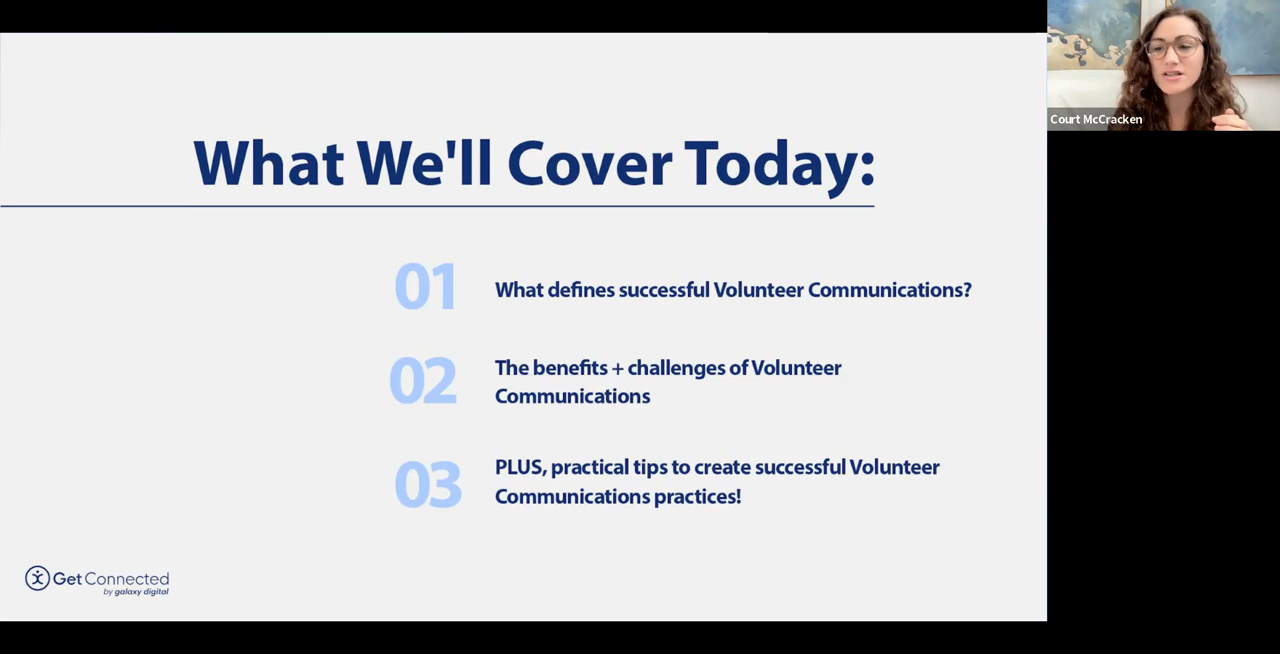 What We'll Cover Today:
01
What defines successful Volunteer Communications?
02
The benefits + challenges of Volunteer
Communications
03
PLUS, practical tips to create successful Volunteer
Communications practices!
Get Connected
by galaxy digital
Court McCracken